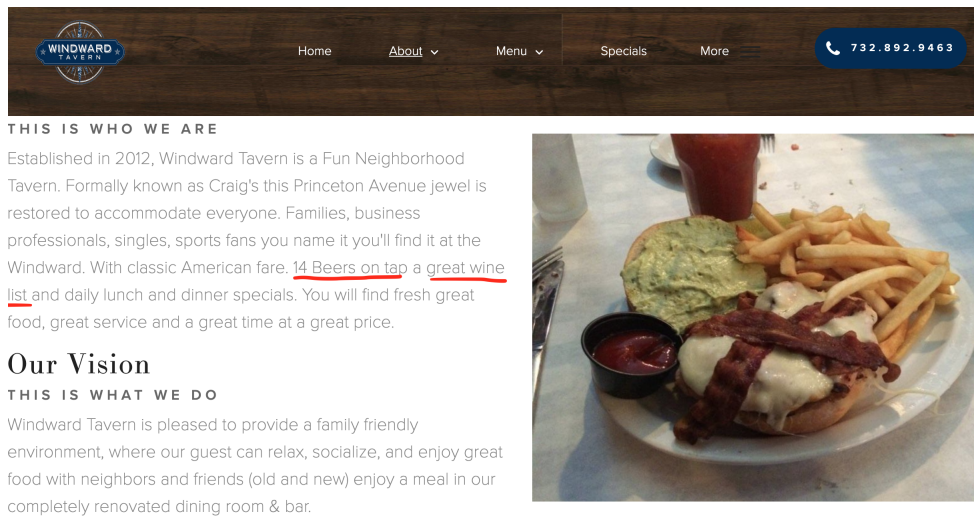 WINDWARD
TAVERN
Home
About
Menu
Specials
More
732.892.9463
THIS IS WHO WE ARE
Established in 2012, Windward Tavern is a Fun Neighborhood
Tavern. Formally known as Craig's this Princeton Avenue jewel is
restored to accommodate everyone. Families, business
professionals, singles, sports fans you name it you'll find it at the
Windward. With classic American fare. 14 Beers on tap a great wine
list and daily lunch and dinner specials. You will find fresh great
food, great service and a great time at a great price.
Our Vision
THIS IS WHAT WE DO
Windward Tavern is pleased to provide a family friendly
environment, where our guest can relax, socialize, and enjoy great
food with neighbors and friends (old and new) enjoy a meal in our
completely renovated dining room & bar.